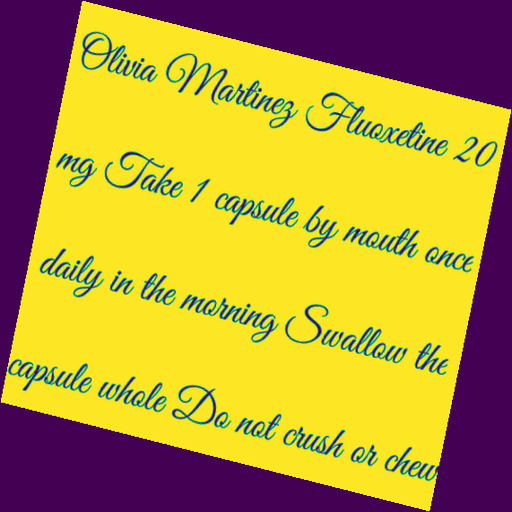 Olivia Martinez Fluoxetine 20
mg Take 1 capsule by mouth once
daily in the morning Swallow the
capsule whole Do not crush or chew